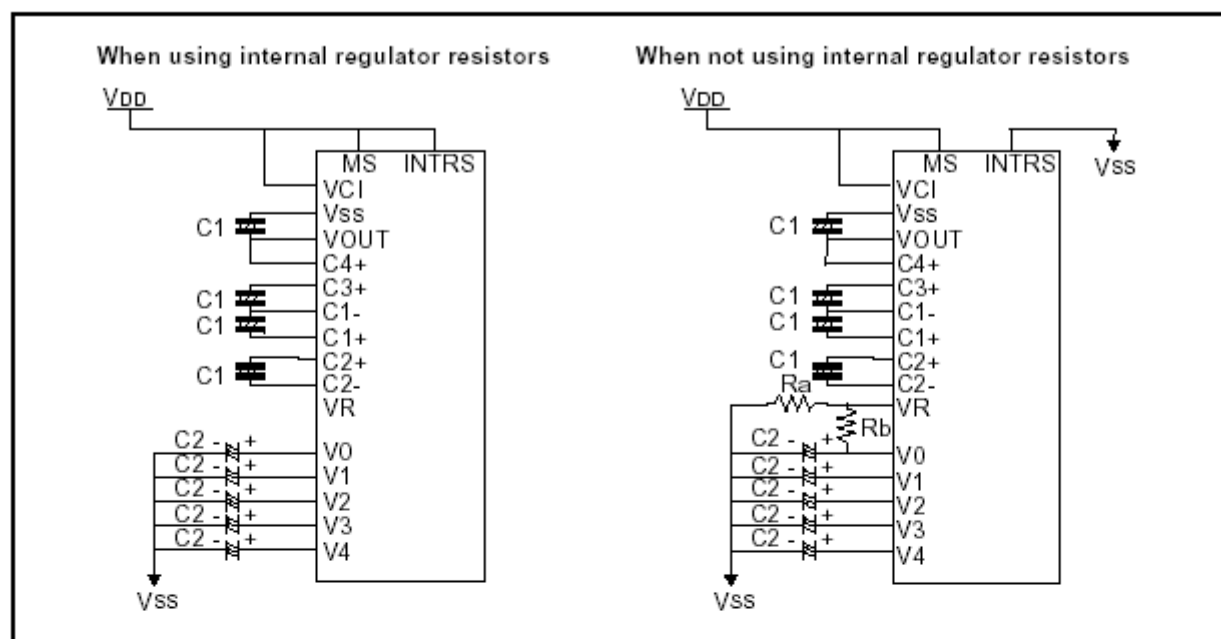 When using internal regulator resistors
VDD
MS INTRS
VCI
Vss
C1
VOUT
C4+
C3+
C1
C1-
C1
C1+
C2+
C1
C2-
VR
C2 - +
V0
C2 - +
V1
C2 - +
V2
C2 - +
V3
C2 - +
V4
VSS
When not using internal regulator resistors
VDD
MS INTRS
VSS
VCI
Vss
C1
VOUT
C4+
C3+
C1
C1-
C1
C1+
C1
C2+
C2-
Ra
VR
Rb
C2 - +
V0
C2 - +
V1
C2 - +
V2
C2 - +
V3
C2 - +
V4
VSS